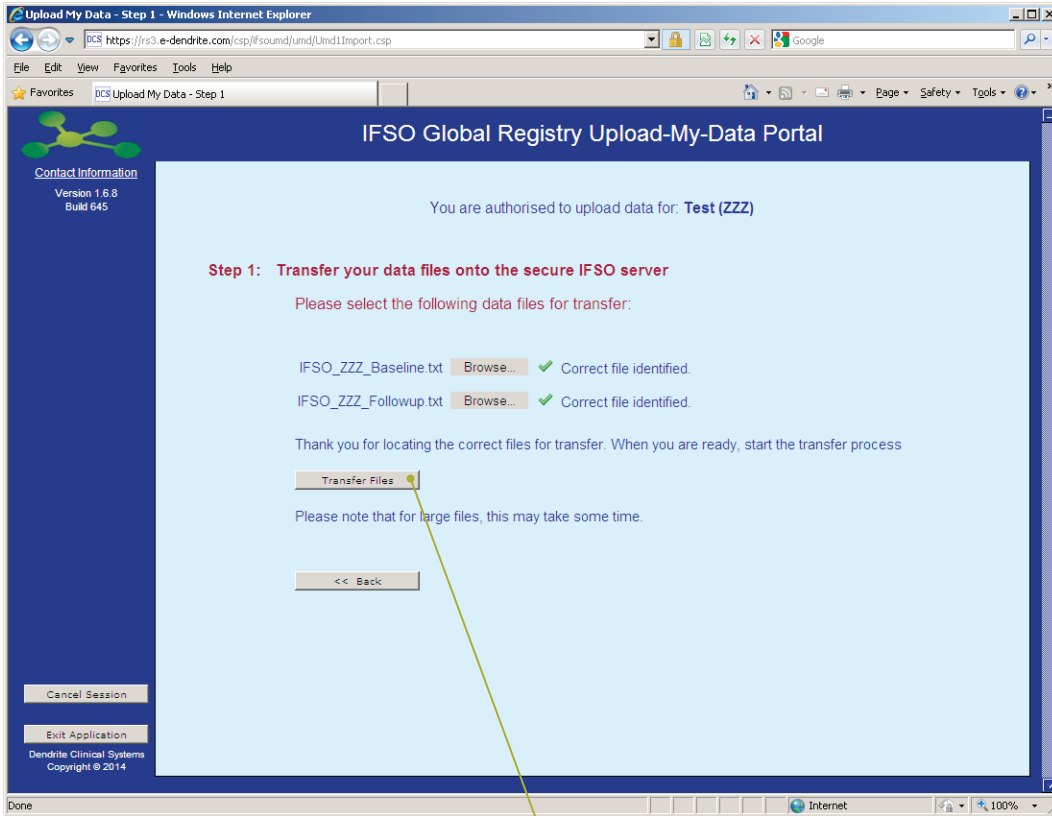 Upload My Data - Step 1 - Windows Internet Explorer
DCS https://rs3.e-dendrite.com/csp/ifsoumd/umd/Umd1Import.csp
Google
File Edit View Favorites Tools Help
Favorites DCS Upload My Data - Step 1 Page Safety Tools
IFSO Global Registry Upload-My-Data Portal
Contact Information
Version 1.6.8
Build 645
You are authorised to upload data for: Test (ZZZ)
Step 1: Transfer your data files onto the secure IFSO server
Please select the following data files for transfer:
IFSO_ZZZ_Baseline.txt Browse... Correct file identified.
IFSO_ZZZ_Followup.txt Browse... Correct file identified.
Thank you for locating the correct files for transfer. When you are ready, start the transfer process
Transfer Files
Please note that for large files, this may take some time.
<< Back
Cancel Session
Exit Application
Dendrite Clinical Systems
Copyright © 2014
Done Internet 100%